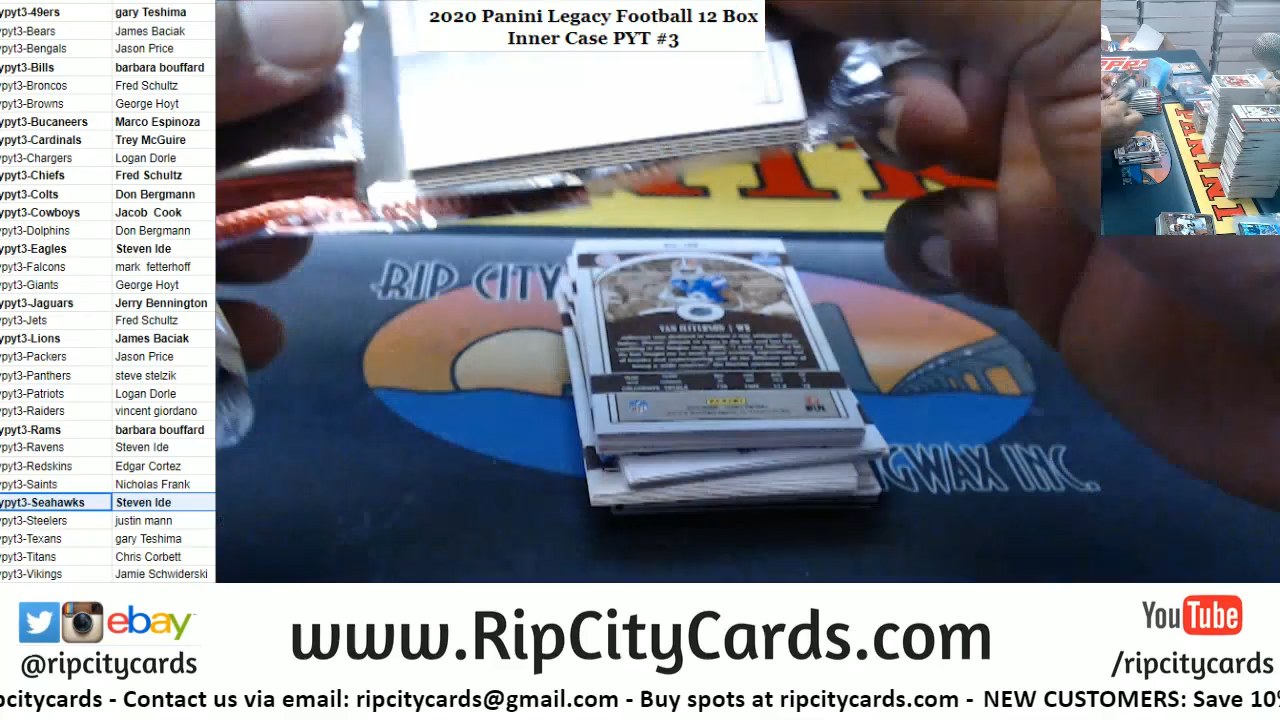 ypyt3-49ers gary Teshima
ypyt3-Bears James Baciak
ypyt3-Bengals Jason Price
ypyt3-Bills barbara bouffard
ypyt3-Broncos Fred Schultz
ypyt3-Browns George Hoyt
ypyt3-Bucaneers Marco Espinoza
ypyt3-Cardinals Trey McGuire
ypyt3-Chargers Logan Dorle
ypyt3-Chiefs Fred Schultz
ypyt3-Colts Don Bergmann
ypyt3-Cowboys Jacob Cook
ypyt3-Dolphins Don Bergmann
ypyt3-Eagles Steven Ide
ypyt3-Falcons mark fetterhoff
ypyt3-Giants George Hoyt
ypyt3-Jaguars Jerry Bennington
ypyt3-Jets Fred Schultz
ypyt3-Lions James Baciak
ypyt3-Packers Jason Price
ypyt3-Panthers steve stelzik
ypyt3-Patriots Logan Dorle
ypyt3-Raiders vincent giordano
ypyt3-Rams barbara bouffard
ypyt3-Ravens Steven Ide
ypyt3-Redskins Edgar Cortez
ypyt3-Saints Nicholas Frank
ypyt3-Seahawks Steven Ide
ypyt3-Steelers justin mann
ypyt3-Texans gary Teshima
ypyt3-Titans Chris Corbett
ypyt3-Vikings Jamie Schwiderski
2020 Panini Legacy Football 12 Box
Inner Case PYT #3
PANINI
RIP CITY
GWAX INC.
VAN JEFFERSON | WR
PANINI
ebay
@ripcitycards
www.RipCityCards.com
YouTube
/ripcitycards
pcitycards - Contact us via email: ripcitycards@gmail.com - Buy spots at ripcitycards.com - NEW CUSTOMERS: Save 10%